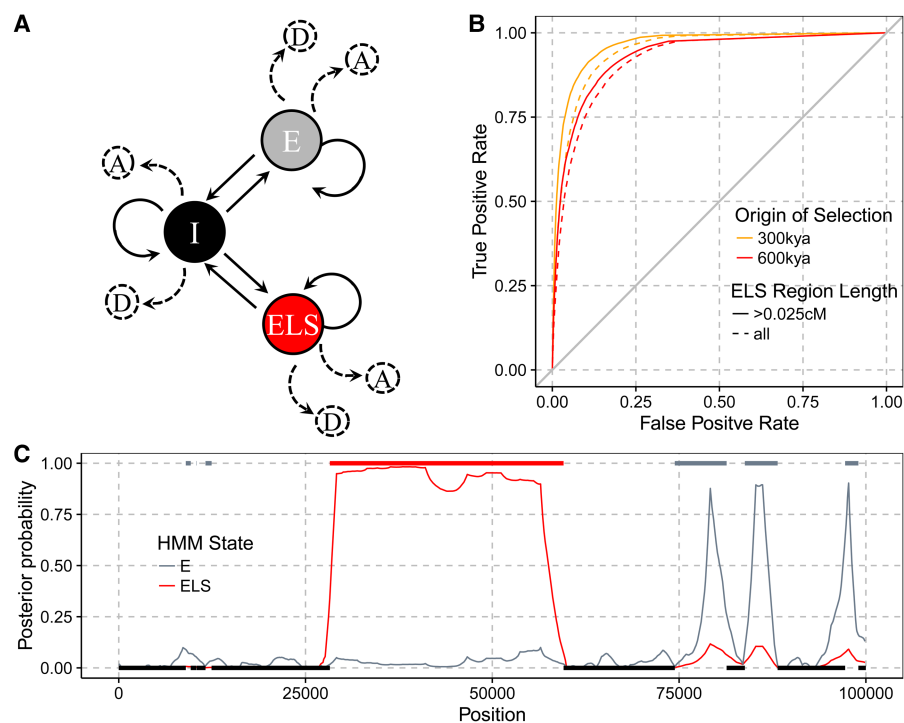 A
D
A
E
A
I
D
ELS
A
D
B
1.00
0.75
0.50
0.25
0.00
True Positive Rate
Origin of Selection
300kya
600kya
ELS Region Length
>0.025cM
all
0.00 0.25 0.50 0.75 1.00
False Positve Rate
C
1.00
0.75
0.50
0.25
0.00
Posterior probability
HMM State
E
ELS
0 25000 50000 75000 100000
Position